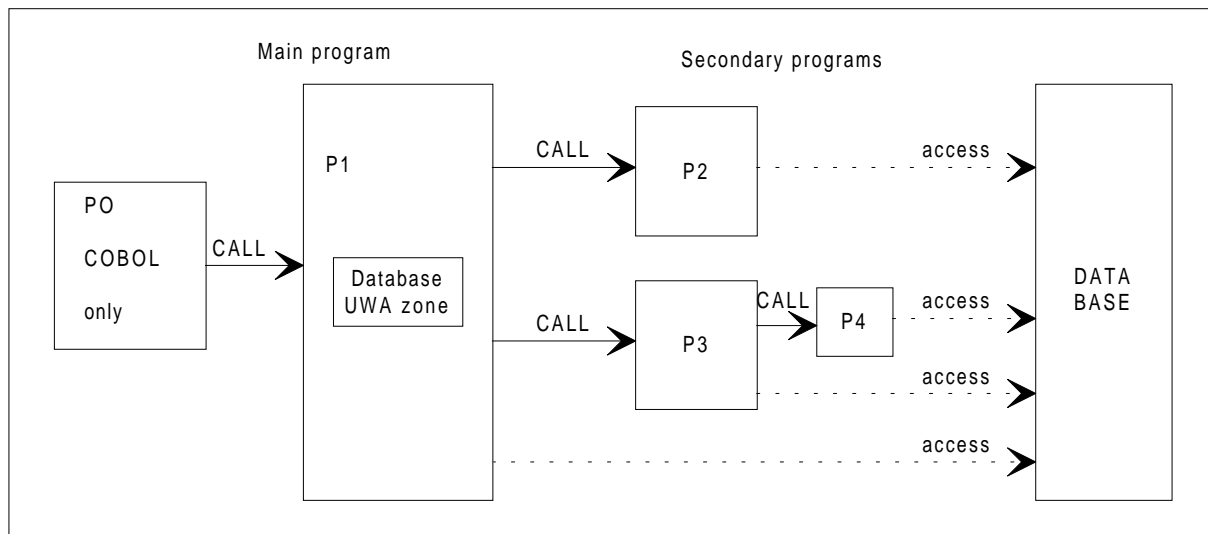 Main program
Secondary programs
PO
COBOL
only
CALL
P1
Database
UWA zone
CALL
P2
access
CALL
P3
CALL
P4
access
access
access
DATA
BASE